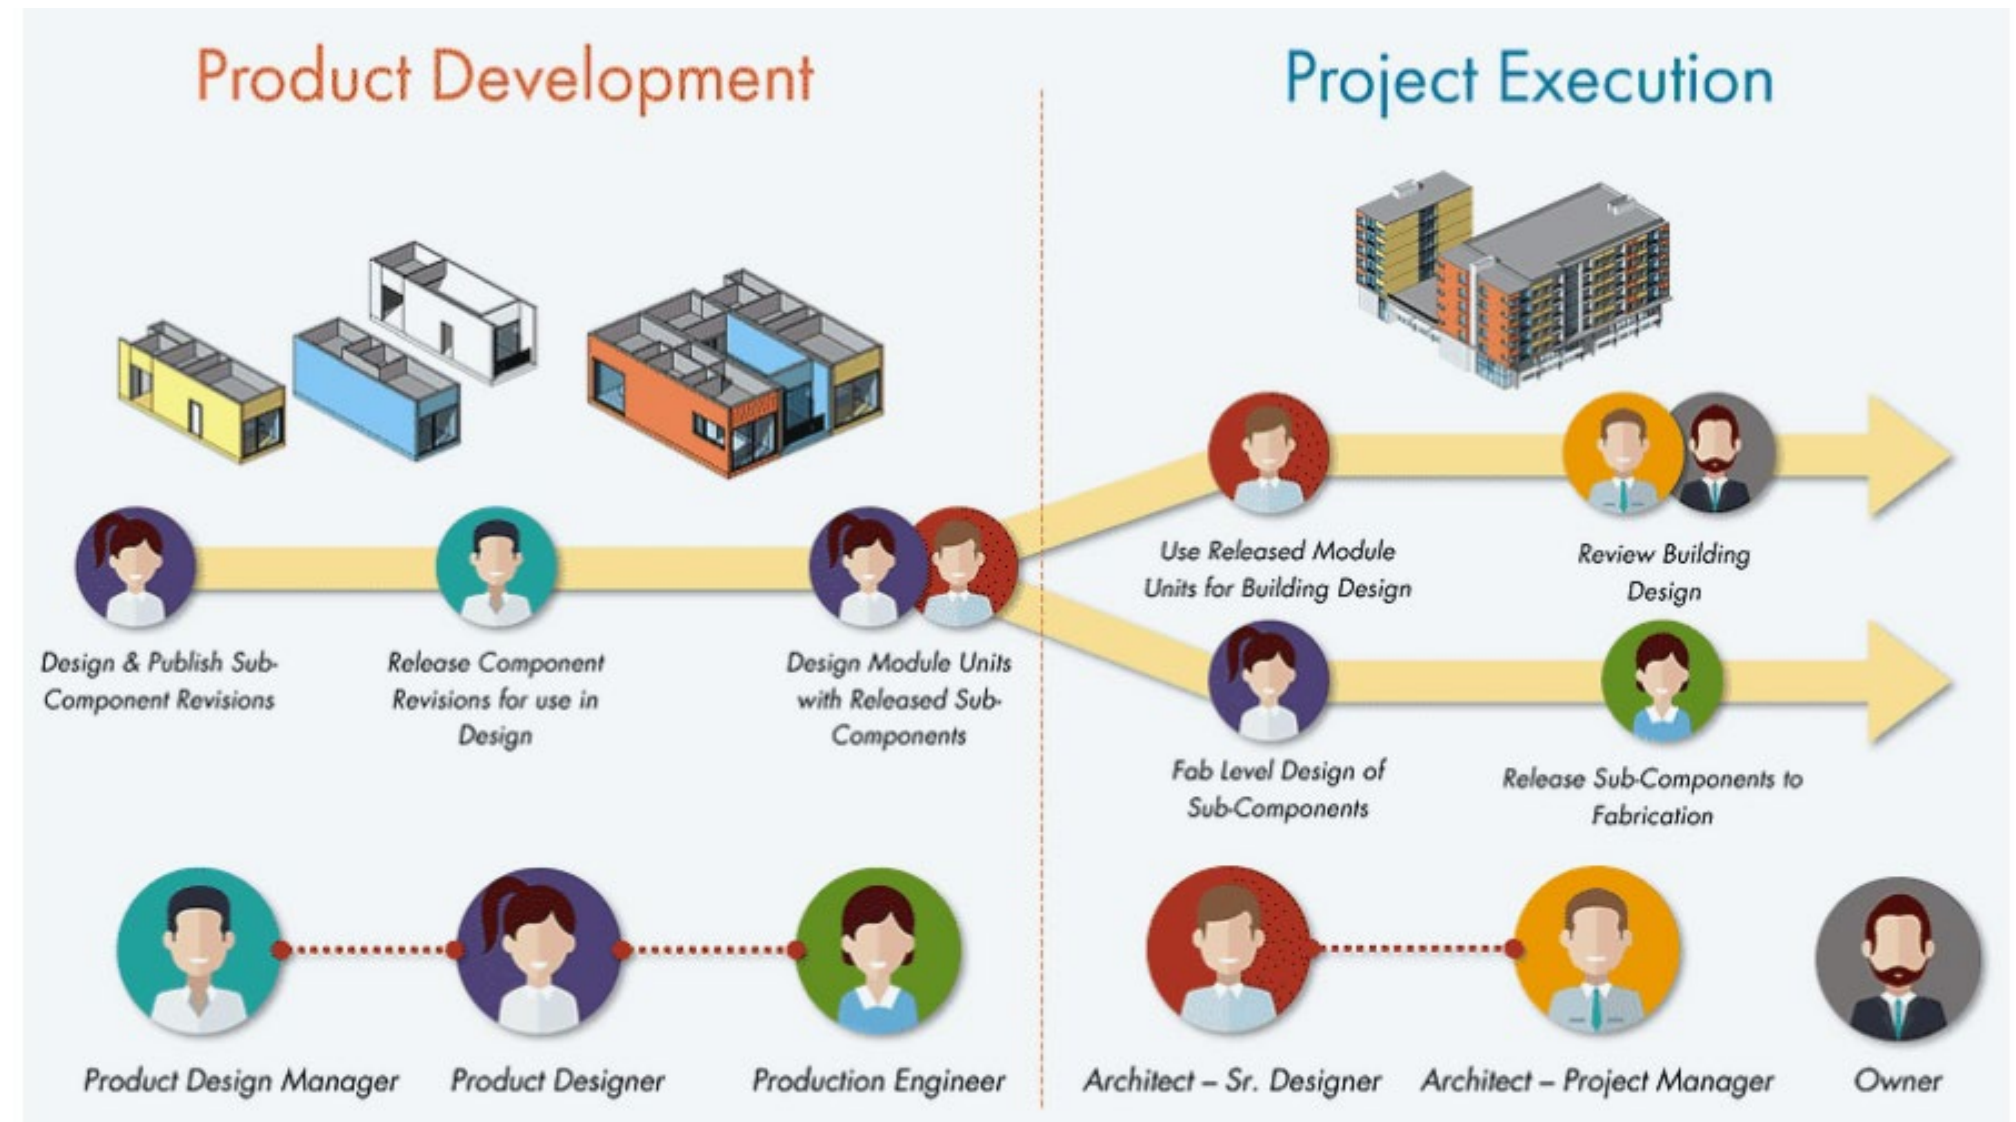 Product Development
Project Execution
Design & Publish Sub-
Component Revisions
Release Component
Revisions for use in
Design
Design Module Units
with Released Sub-
Components
Use Released Module
Units for Building Design
Review Building
Design
Fab Level Design of
Sub-Components
Release Sub-Components to
Fabrication
Product Design Manager
Product Designer
Production Engineer
Architect – Sr. Designer
Architect – Project Manager
Owner